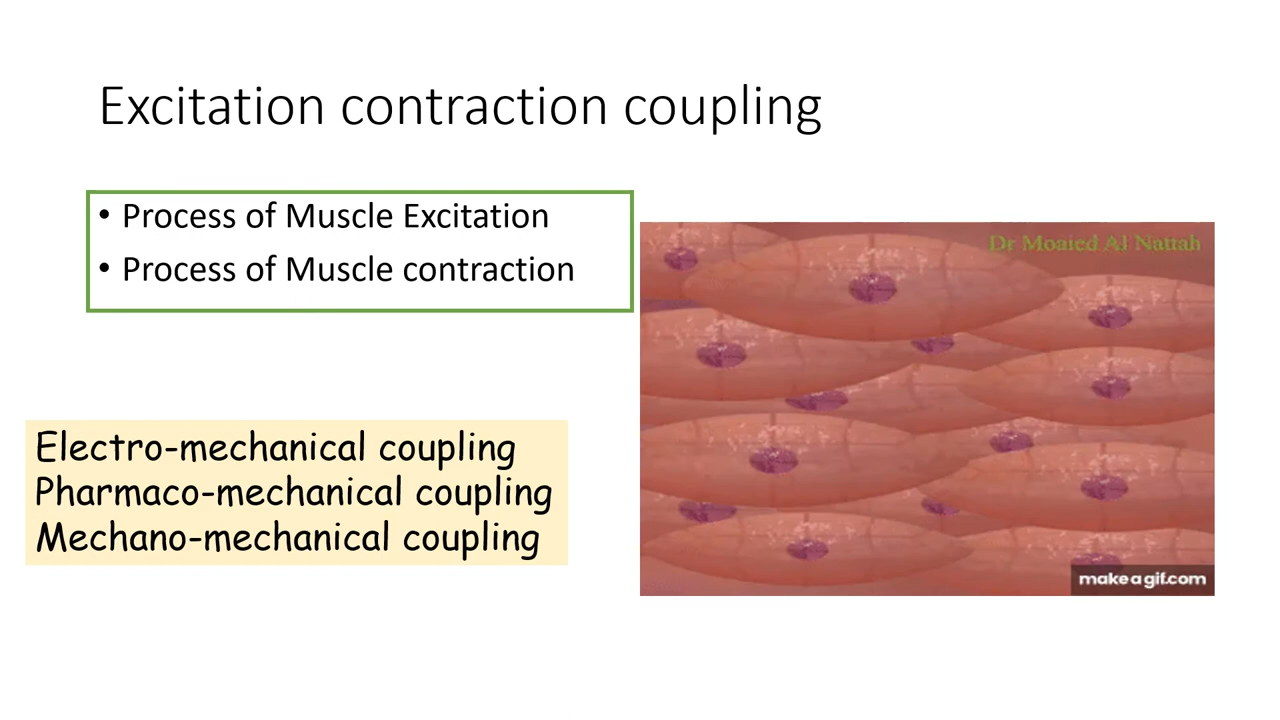 Excitation contraction coupling
• Process of Muscle Excitation
• Process of Muscle contraction
Dr Moaied Al Nattah
Electro-mechanical coupling
Pharmaco-mechanical coupling
Mechano-mechanical coupling
makeagif.com